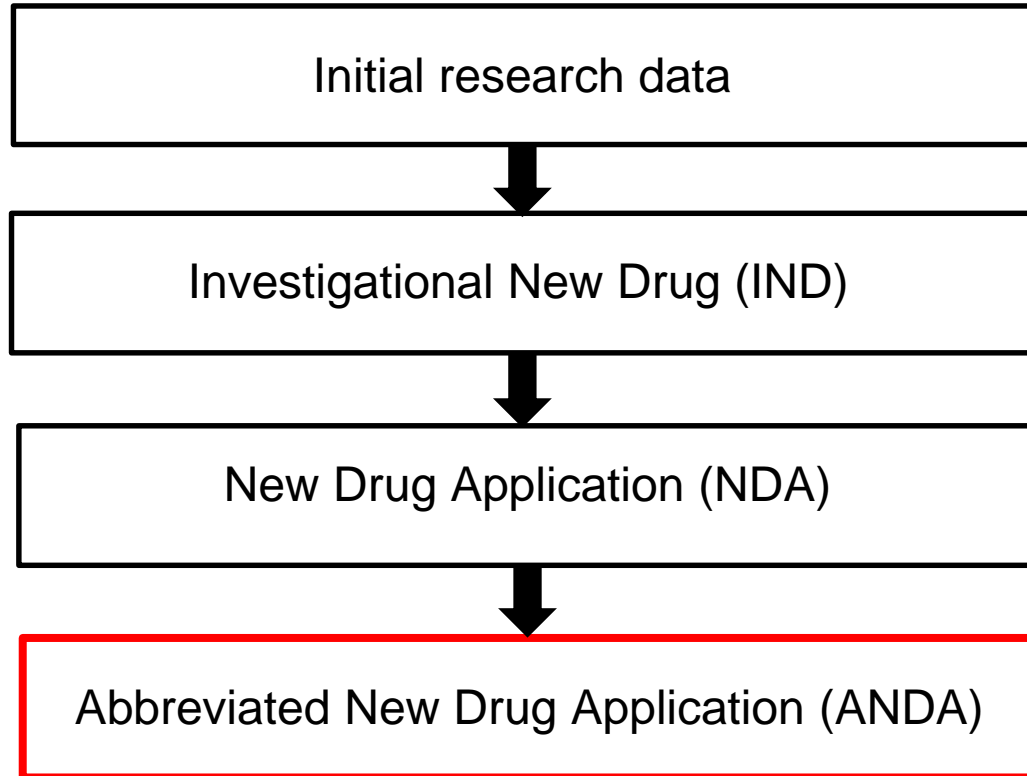 Initial research data
Investigational New Drug (IND)
New Drug Application (NDA)
Abbreviated New Drug Application (ANDA)